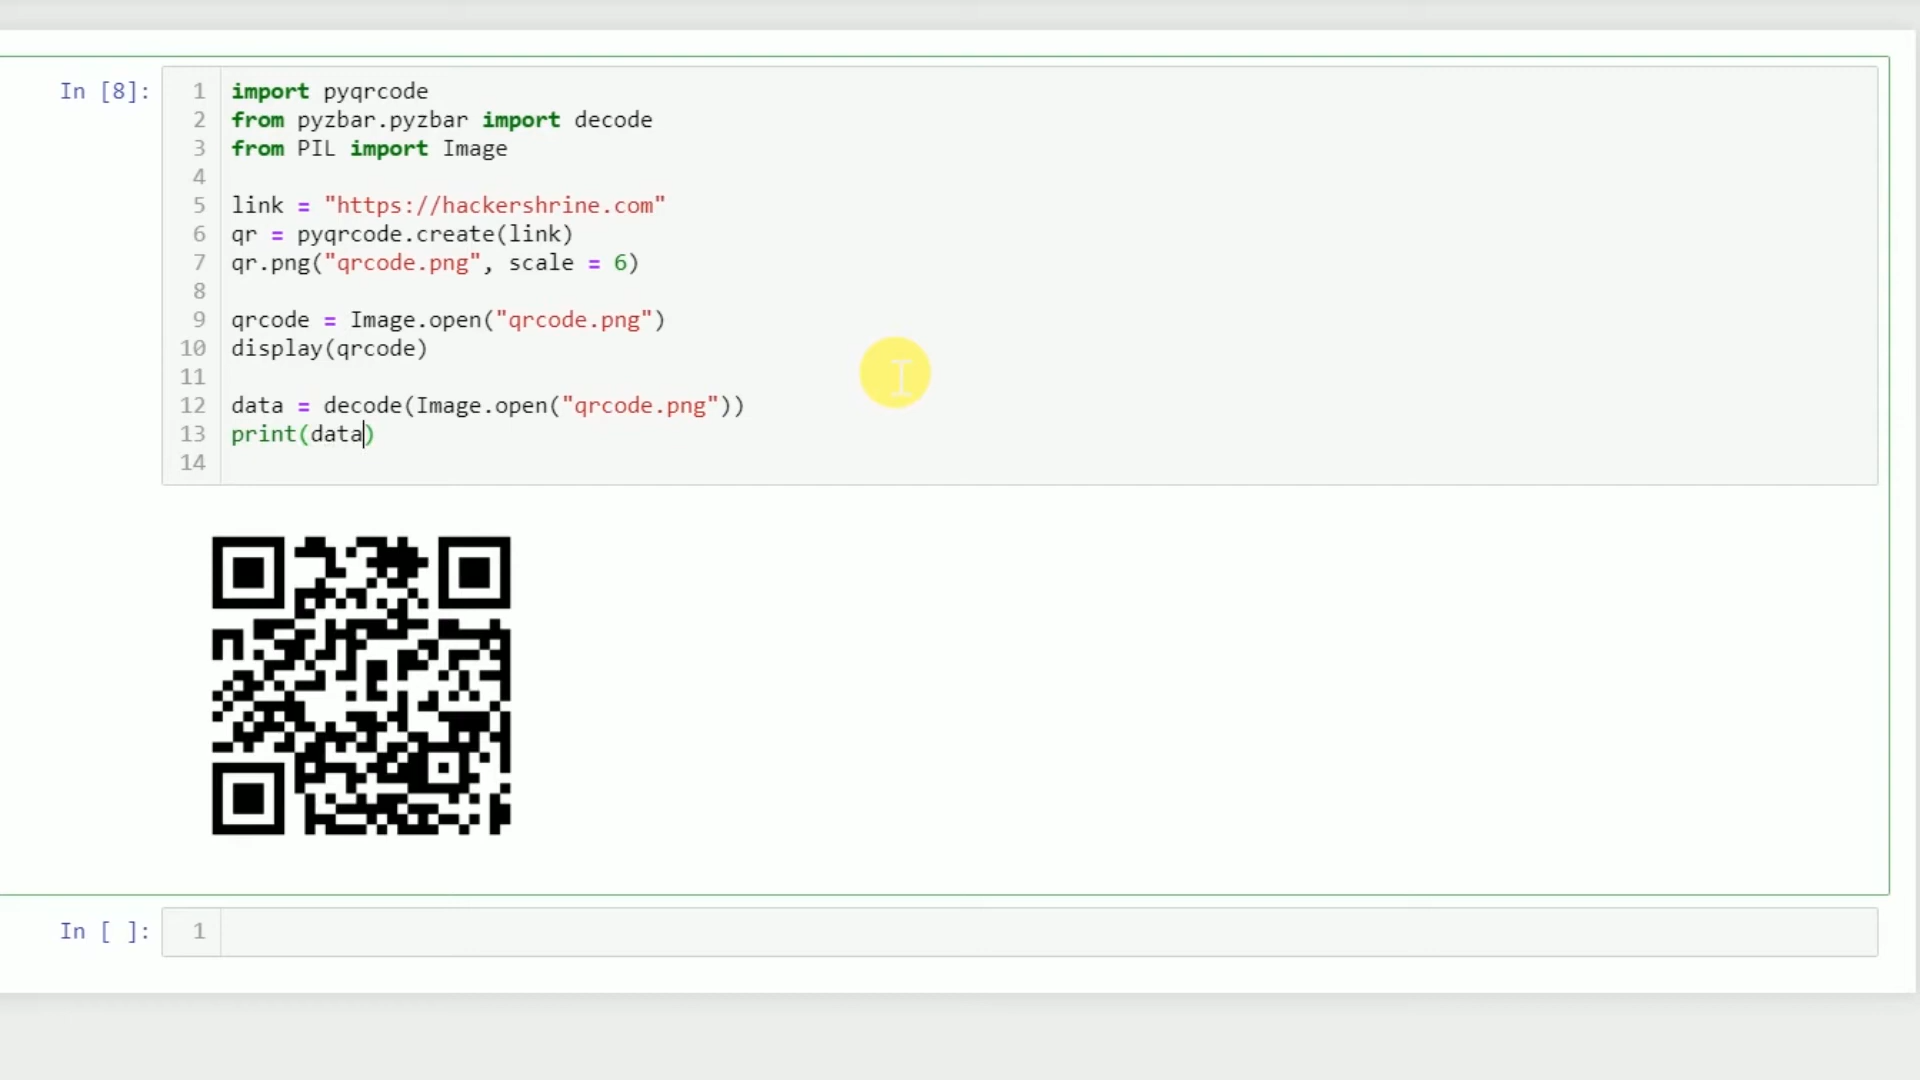 In [8]:
1 import pyqrcode
2 from pyzbar.pyzbar import decode
3 from PIL import Image
4
5 link = "https://hackershrine.com"
6 qr = pyqrcode.create(link)
7 qr.png("qrcode.png", scale = 6)
8
9 qrcode = Image.open("qrcode.png")
10 display(qrcode)
11
12 data = decode(Image.open("qrcode.png"))
13 print(data)
14
In [ ]: 1